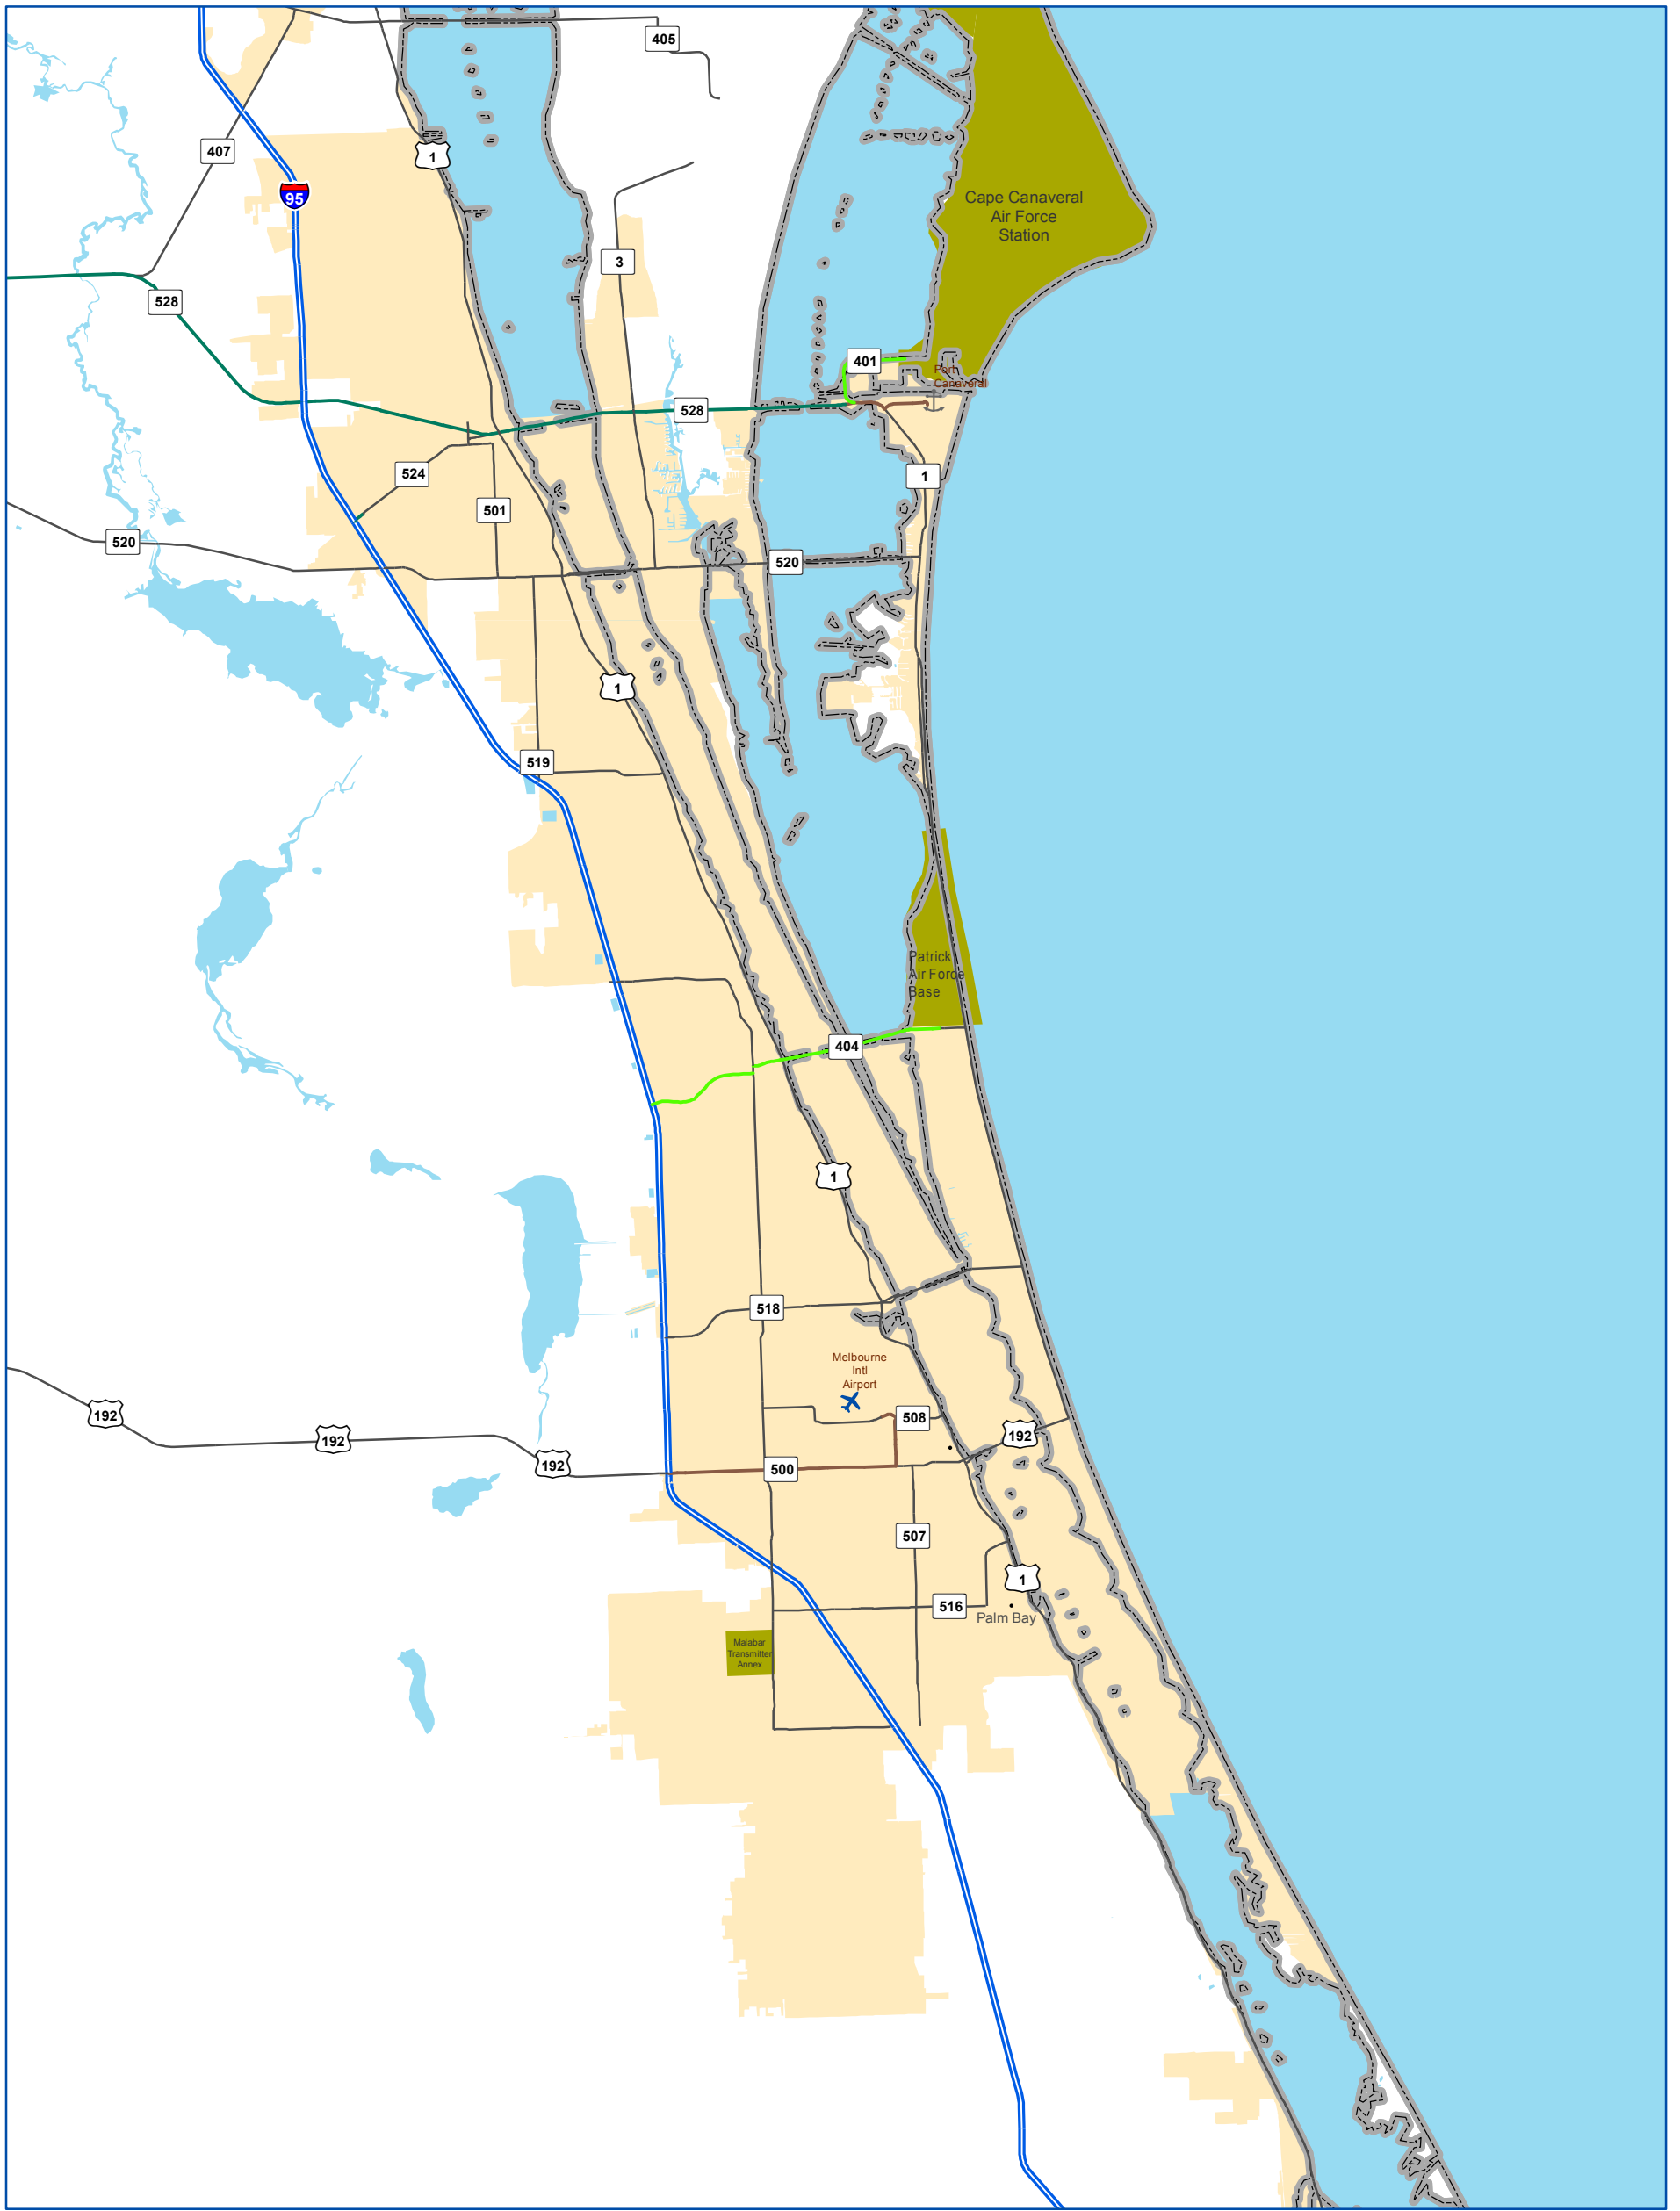 405
407
1
95
Cape Canaveral
Air Force
Station
3
528
401
Port
Canaveral
528
524
1
501
520
520
1
519
Patrick
Air Force
Base
404
1
518
Melbourne
Intl
Airport
192
508
192
192
192
500
507
1
516
Palm Bay
Malabar
Transmitter
Annex